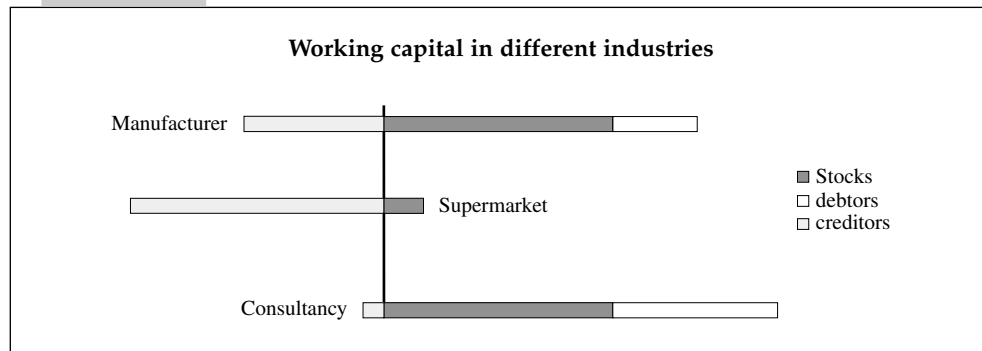 Working capital in different industries
Manufacturer
Supermarket
Consultancy
Stocks
debtors
creditors